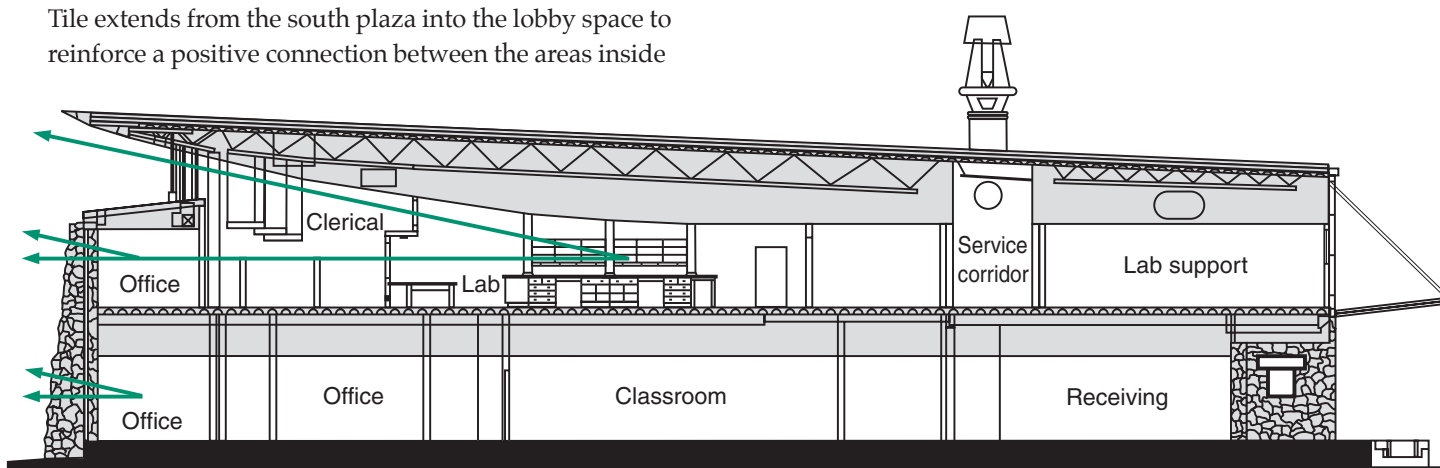 Tile extends from the south plaza into the lobby space to
reinforce a positive connection between the areas inside
Clerical
Office
Lab
Service
corridor
Lab support
Office
Office
Classroom
Receiving